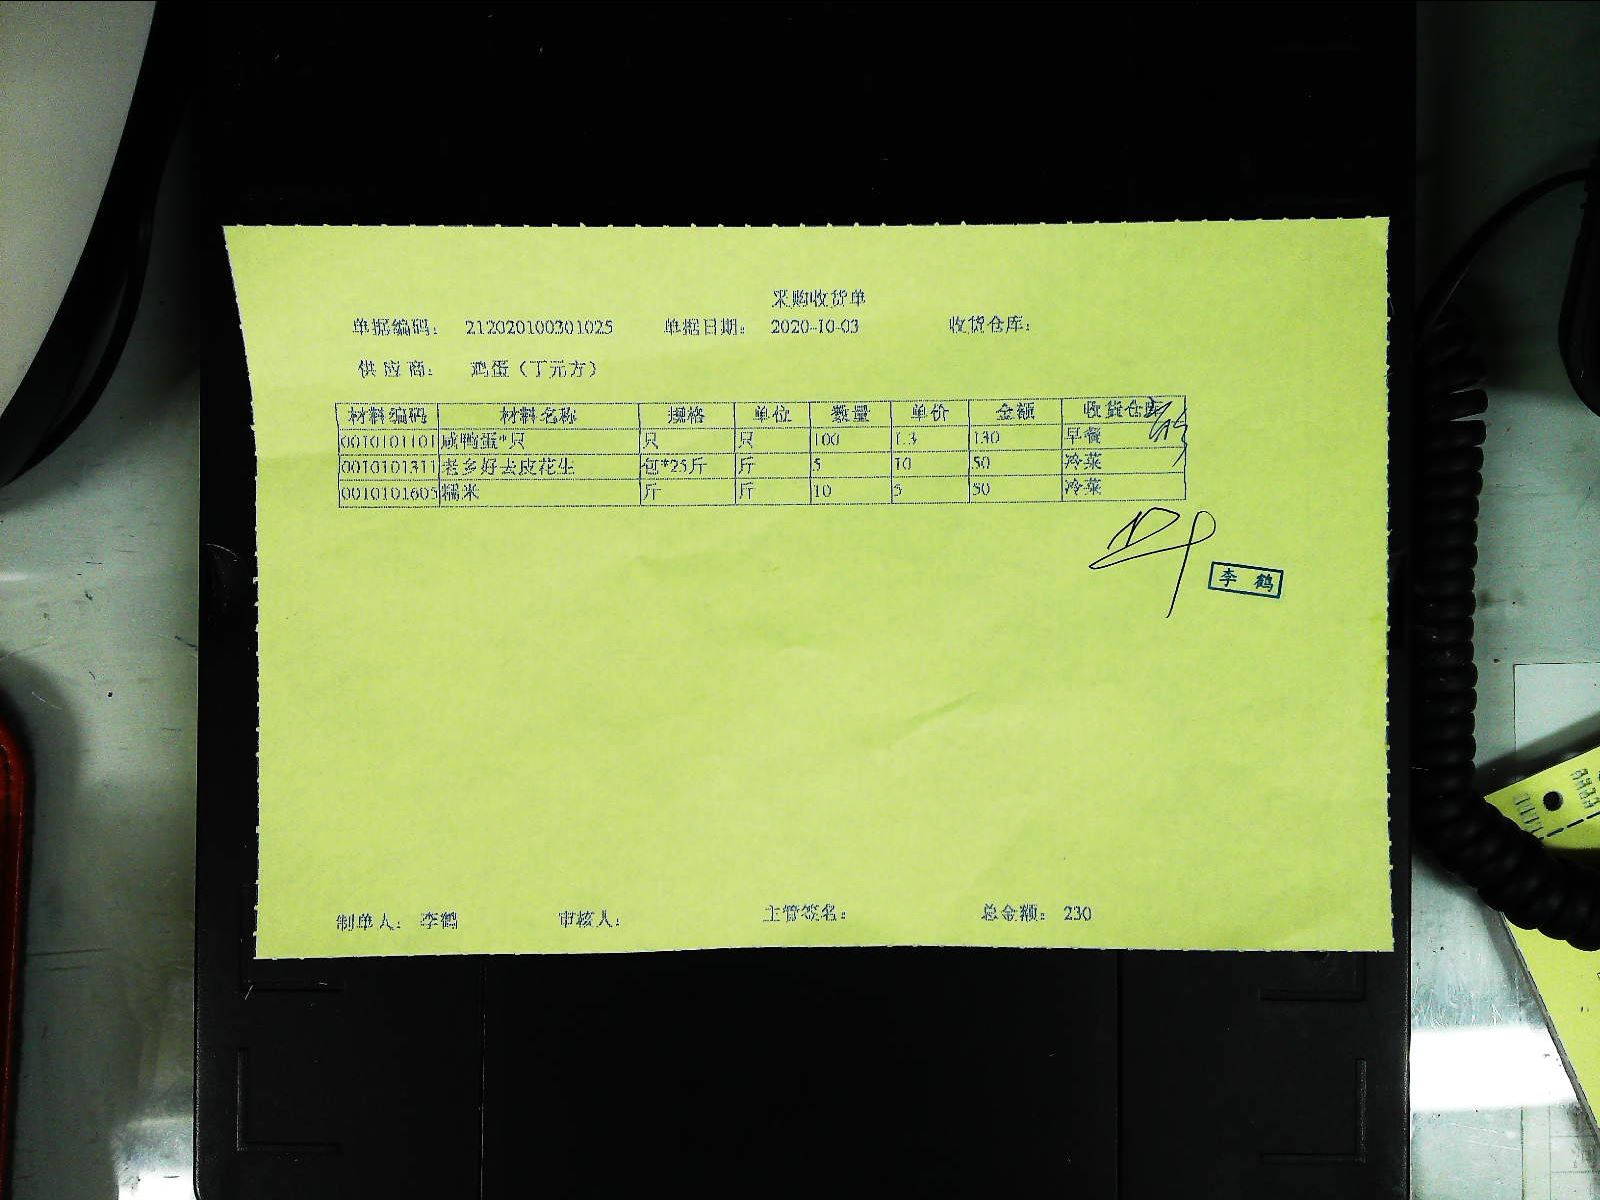 采购收货单
单据编码： 212020100301025 单据日期： 2020-10-03 收货仓库：
供应商： 鸡蛋（丁元方）
材料编码 材料名称 规格 单位 数量 单价 金额 收货仓库
0010101101 咸鸭蛋*只 只 只 100 1.3 130 早餐
0010101311 老乡好去皮花生 包*25斤 斤 5 10 50 冷菜
0010101605 糯米 斤 斤 10 5 50 冷菜
李鹤
制单人： 李鹤 审核人： 主管签名： 总金额： 230